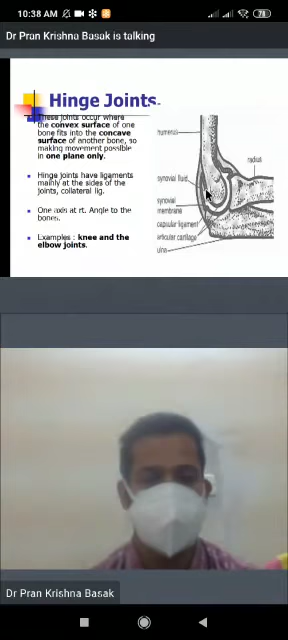 10:38 AM
78
Dr Pran Krishna Basak is talking
Hinge Joints.
These joints occur where
the convex surface of one
bone fits into the concave
surface of another bone, so
making movement possible
in one plane only.
Hinge joints have ligaments
mainly at the sides of the
joints, collateral lig.
One axis at rt. Angle to the
bones.
Examples : knee and the
elbow joints.
humerus
radius
synovial fluid
synovial
membrane
capsular ligament
articular cartilage
ulna
Dr Pran Krishna Basak